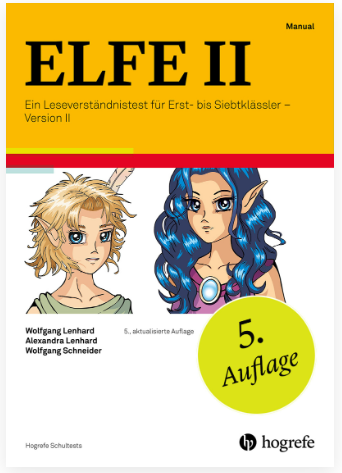 Manual
ELFE II
Ein Leseverständnistest für Erst- bis Siebtklässler –
Version II
Wolfgang Lenhard
Alexandra Lenhard
Wolfgang Schneider
5., aktualisierte Auflage
5.
Auflage
Hogrefe Schultests
hogrefe